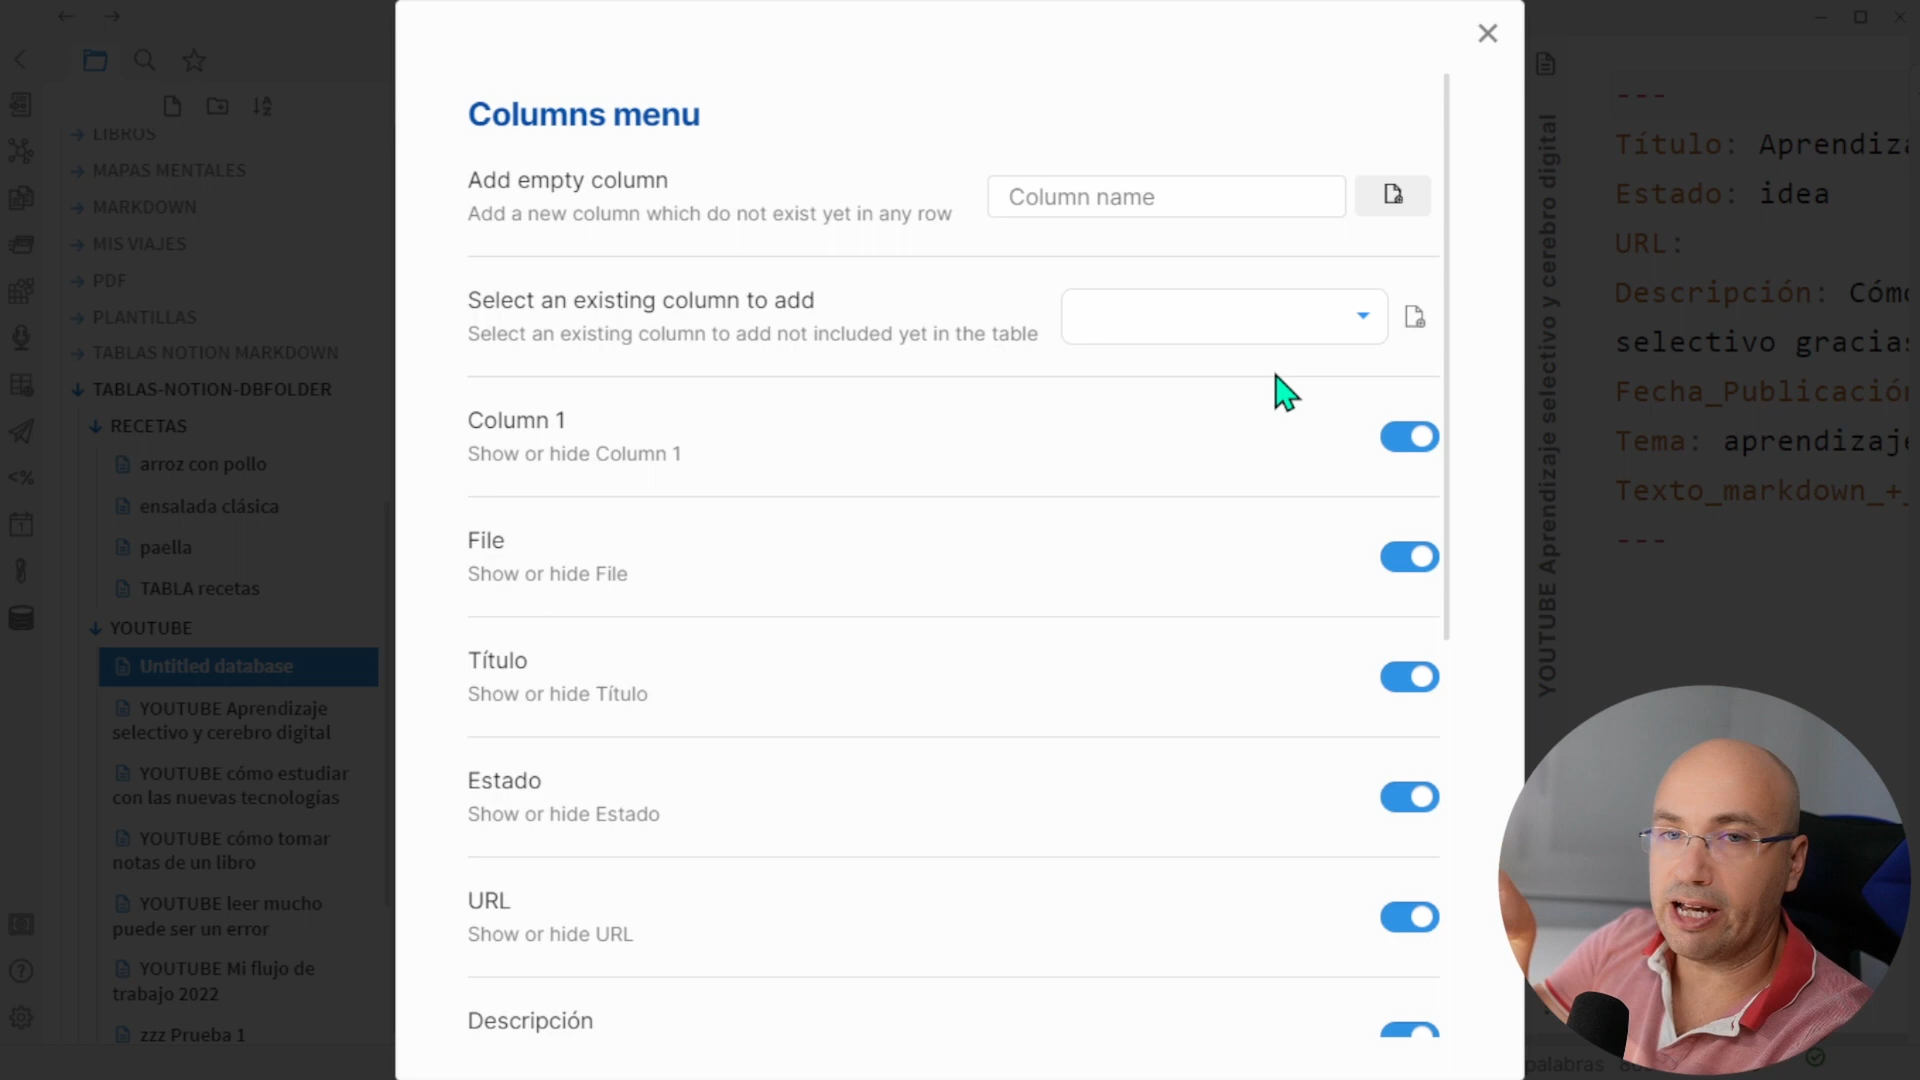 LIBROS
MAPAS MENTALES
MARKDOWN
MIS VIAJES
PDF
PLANTILLAS
TABLAS NOTION MARKDOWN
TABLAS-NOTION-DBFOLDER
RECETAS
arroz con pollo
ensalada clásica
paella
TABLA recetas
YOUTUBE
Untitled database
YOUTUBE Aprendizaje
selectivo y cerebro digital
YOUTUBE cómo estudiar
con las nuevas tecnologías
YOUTUBE cómo tomar
notas de un libro
YOUTUBE leer mucho
puede ser un error
YOUTUBE Mi flujo de
trabajo 2022
zzz Prueba 1
Columns menu
Add empty column
Add a new column which do not exist yet in any row
Column name
Select an existing column to add
Select an existing column to add not included yet in the table
Column 1
Show or hide Column 1
File
Show or hide File
Título
Show or hide Título
Estado
Show or hide Estado
URL
Show or hide URL
Descripción
YOUTUBE Aprendizaje selectivo y cerebro digital
---
Título: Aprendiza
Estado: idea
URL:
Descripción: Cómo
selectivo gracias
Fecha_Publicación
Tema: aprendizaje
Texto_markdown_+_
---
palabras